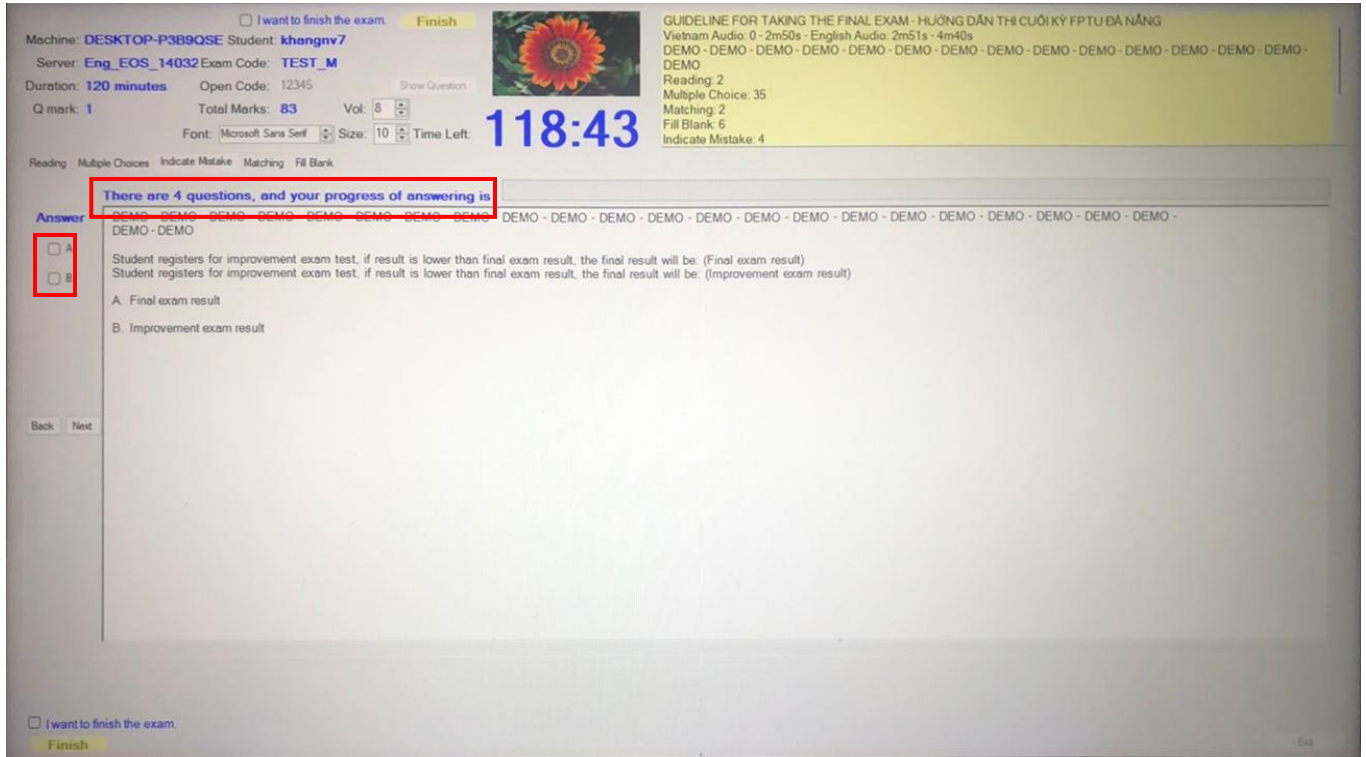 I want to finish the exam. Finish
Machine: DESKTOP-P3B9QSE Student: khangnv7
Server: Eng_EOS_14032 Exam Code: TEST_M
Duration: 120 minutes Open Code: 12345 Show Question
Q mark: 1 Total Marks: 83 Vol: 8
Font: Microsoft Sans Serif Size: 10 Time Left: 118:43
GUIDELINE FOR TAKING THE FINAL EXAM - HƯỚNG DẪN THI CUỐI KỲ FPTU ĐÀ NẴNG
Vietnam Audio: 0 - 2m50s - English Audio: 2m51s - 4m40s
DEMO - DEMO - DEMO - DEMO - DEMO - DEMO - DEMO - DEMO - DEMO - DEMO - DEMO - DEMO - DEMO -
DEMO
Reading: 2
Multiple Choice: 35
Matching: 2
Fill Blank: 6
Indicate Mistake: 4
Reading Multiple Choices Indicate Mistake Matching Fill Blank
There are 4 questions, and your progress of answering is
Answer
A
B
DEMO - DEMO - DEMO - DEMO - DEMO - DEMO - DEMO - DEMO - DEMO - DEMO - DEMO - DEMO - DEMO - DEMO - DEMO - DEMO - DEMO - DEMO - DEMO - DEMO - DEMO - DEMO -
DEMO - DEMO
Student registers for improvement exam test, if result is lower than final exam result, the final result will be: (Final exam result)
Student registers for improvement exam test, if result is lower than final exam result, the final result will be: (Improvement exam result)
A. Final exam result
B. Improvement exam result
Back Next
I want to finish the exam.
Finish
Exit